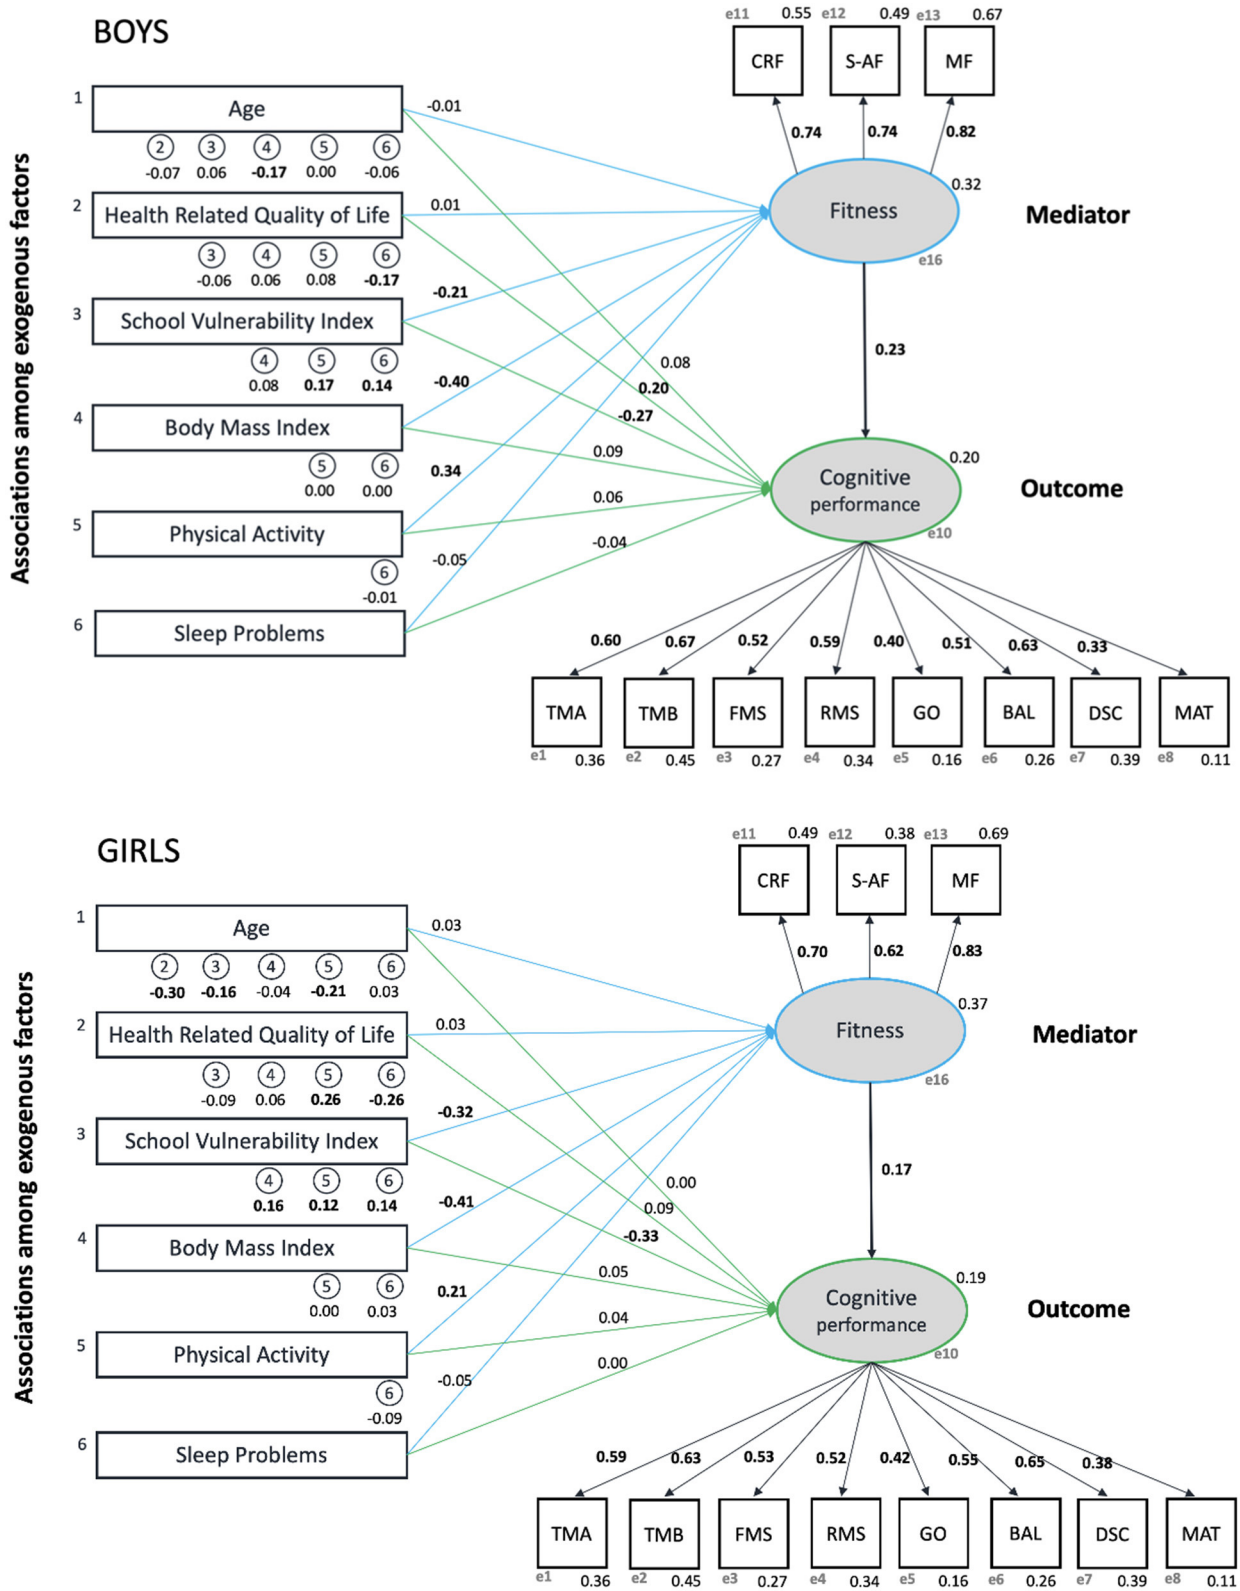 BOYS
e11 0.55 e12 0.49 e13 0.67
CRF S-AF MF
0.74 0.74 0.82
Associations among exogenous factors
1 Age
2 3 4 5 6
-0.07 0.06 -0.17 0.00 -0.06
2 Health Related Quality of Life
3 4 5 6
-0.06 0.06 0.08 -0.17
3 School Vulnerability Index
4 5 6
0.08 0.17 0.14
4 Body Mass Index
5 6
0.00 0.00
5 Physical Activity
6
-0.01
6 Sleep Problems
-0.01
0.01
-0.21
-0.40
0.34
-0.05
0.08
0.20
-0.27
0.09
0.06
-0.04
0.32
Fitness
e16
Mediator
0.23
0.20
Cognitive
performance
e10
Outcome
0.60 0.67 0.52 0.59 0.40 0.51 0.63 0.33
TMA TMB FMS RMS GO BAL DSC MAT
e1 0.36 e2 0.45 e3 0.27 e4 0.34 e5 0.16 e6 0.26 e7 0.39 e8 0.11
GIRLS
e11 0.49 e12 0.38 e13 0.69
CRF S-AF MF
0.70 0.62 0.83
Associations among exogenous factors
1 Age
2 3 4 5 6
-0.30 -0.16 -0.04 -0.21 0.03
2 Health Related Quality of Life
3 4 5 6
-0.09 0.06 0.26 -0.26
3 School Vulnerability Index
4 5 6
0.16 0.12 0.14
4 Body Mass Index
5 6
0.00 0.03
5 Physical Activity
6
-0.09
6 Sleep Problems
0.03
0.03
-0.32
-0.41
0.21
-0.05
0.00
0.09
-0.33
0.05
0.04
0.00
0.37
Fitness
e16
Mediator
0.17
0.19
Cognitive
performance
e10
Outcome
0.59 0.63 0.53 0.52 0.42 0.55 0.65 0.38
TMA TMB FMS RMS GO BAL DSC MAT
e1 0.36 e2 0.45 e3 0.27 e4 0.34 e5 0.16 e6 0.26 e7 0.39 e8 0.11